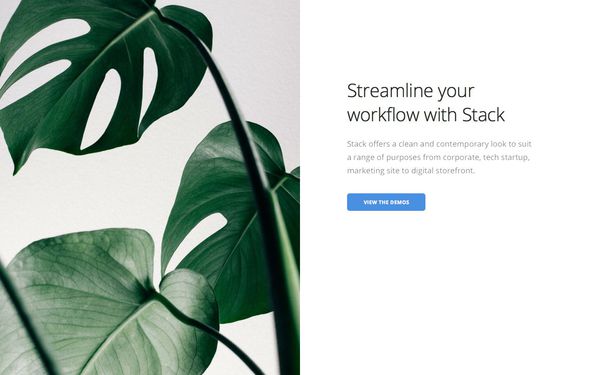 Streamline your
workflow with Stack
Stack offers a clean and contemporary look to suit
a range of purposes from corporate, tech startup,
marketing site to digital storefront.
VIEW THE DEMOS